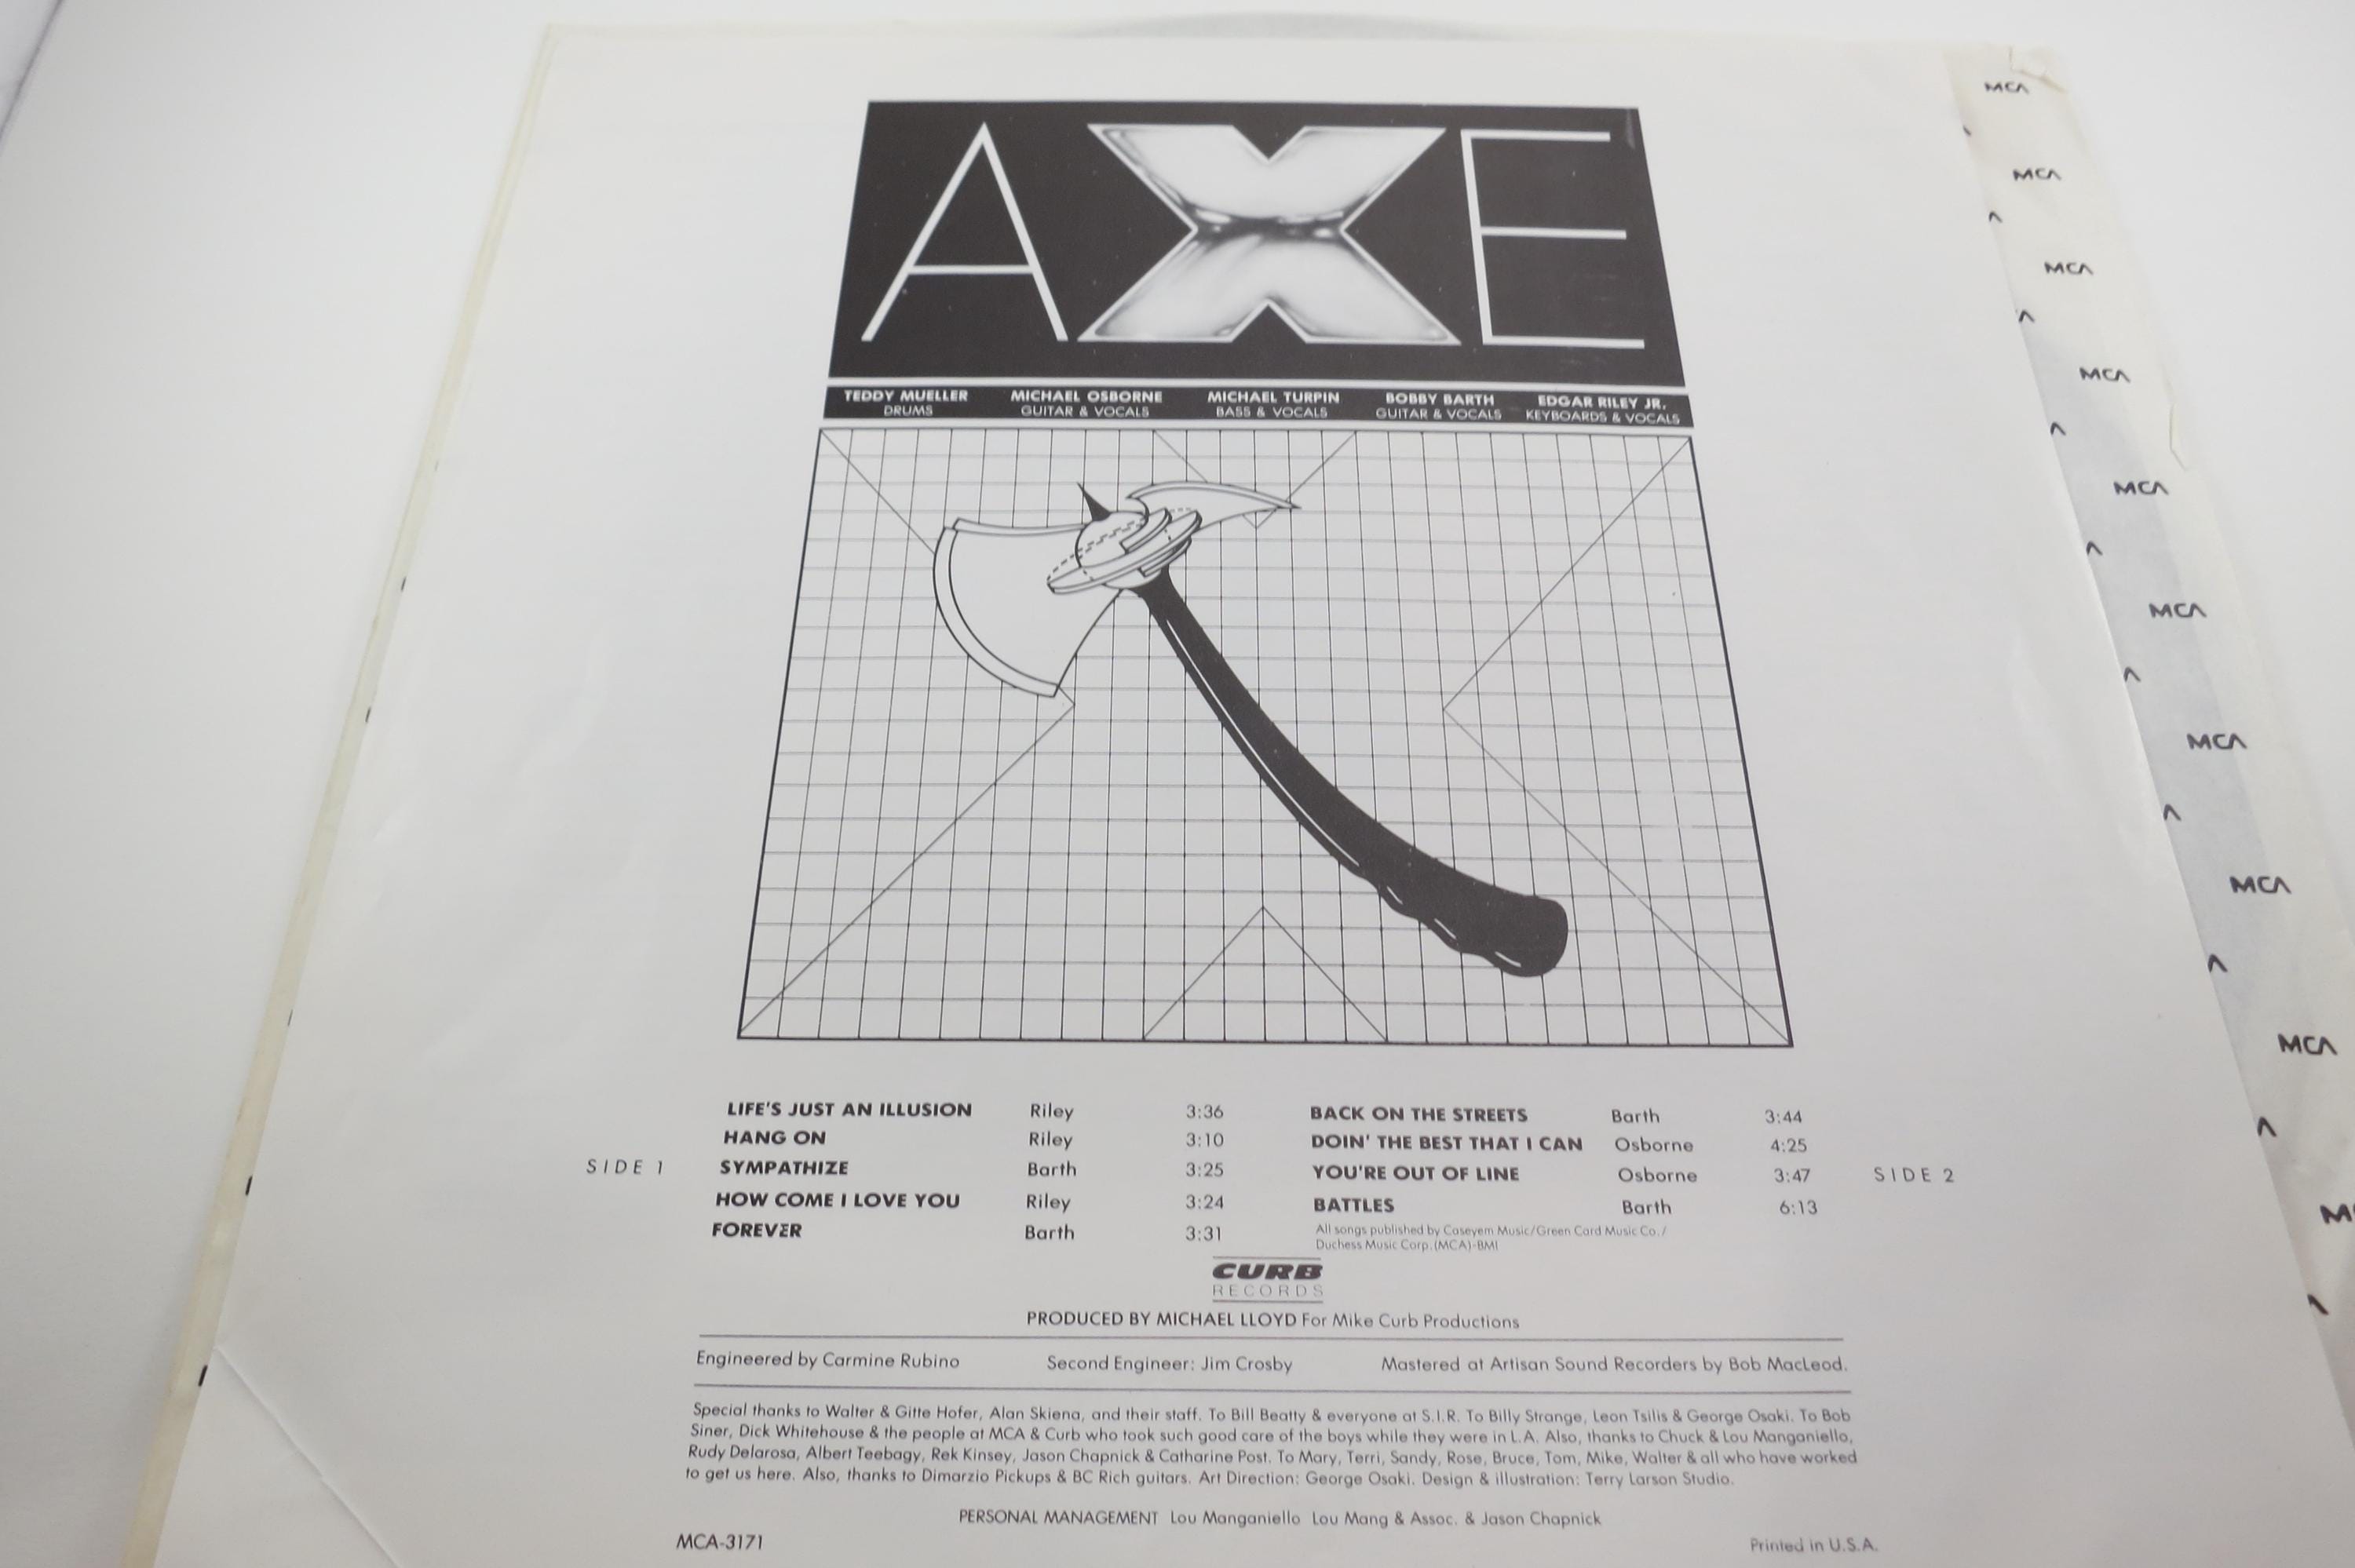 AXE
TEDDY MUELLER MICHAEL OSBORNE MICHAEL TURPIN BOBBY BARTH EDGAR RILEY JR.
DRUMS GUITAR & VOCALS BASS & VOCALS GUITAR & VOCALS KEYBOARDS & VOCALS
SIDE 1
LIFE'S JUST AN ILLUSION Riley 3:36
HANG ON Riley 3:10
SYMPATHIZE Barth 3:25
HOW COME I LOVE YOU Riley 3:24
FOREVER Barth 3:31
BACK ON THE STREETS Barth 3:44
DOIN' THE BEST THAT I CAN Osborne 4:25
YOU'RE OUT OF LINE Osborne 3:47
BATTLES Barth 6:13
SIDE 2
All songs published by Caseyem Music/Green Card Music Co./
Duchess Music Corp.(MCA)-BMI
CURB
RECORDS
PRODUCED BY MICHAEL LLOYD For Mike Curb Productions
Engineered by Carmine Rubino Second Engineer: Jim Crosby Mastered at Artisan Sound Recorders by Bob MacLeod.
Special thanks to Walter & Gitte Hofer, Alan Skiena, and their staff. To Bill Beatty & everyone at S.I.R. To Billy Strange, Leon Tsilis & George Osaki. To Bob
Siner, Dick Whitehouse & the people at MCA & Curb who took such good care of the boys while they were in L.A. Also, thanks to Chuck & Lou Manganiello,
Rudy Delarosa, Albert Teebagy, Rek Kinsey, Jason Chapnick & Catharine Post. To Mary, Terri, Sandy, Rose, Bruce, Tom, Mike, Walter & all who have worked
to get us here. Also, thanks to Dimarzio Pickups & BC Rich guitars. Art Direction: George Osaki. Design & illustration: Terry Larson Studio.
PERSONAL MANAGEMENT Lou Manganiello Lou Mang & Assoc. & Jason Chapnick
MCA-3171
Printed in U.S.A.
MCA
MCA
MCA
MCA
MCA
MCA
MCA
MCA
MCA